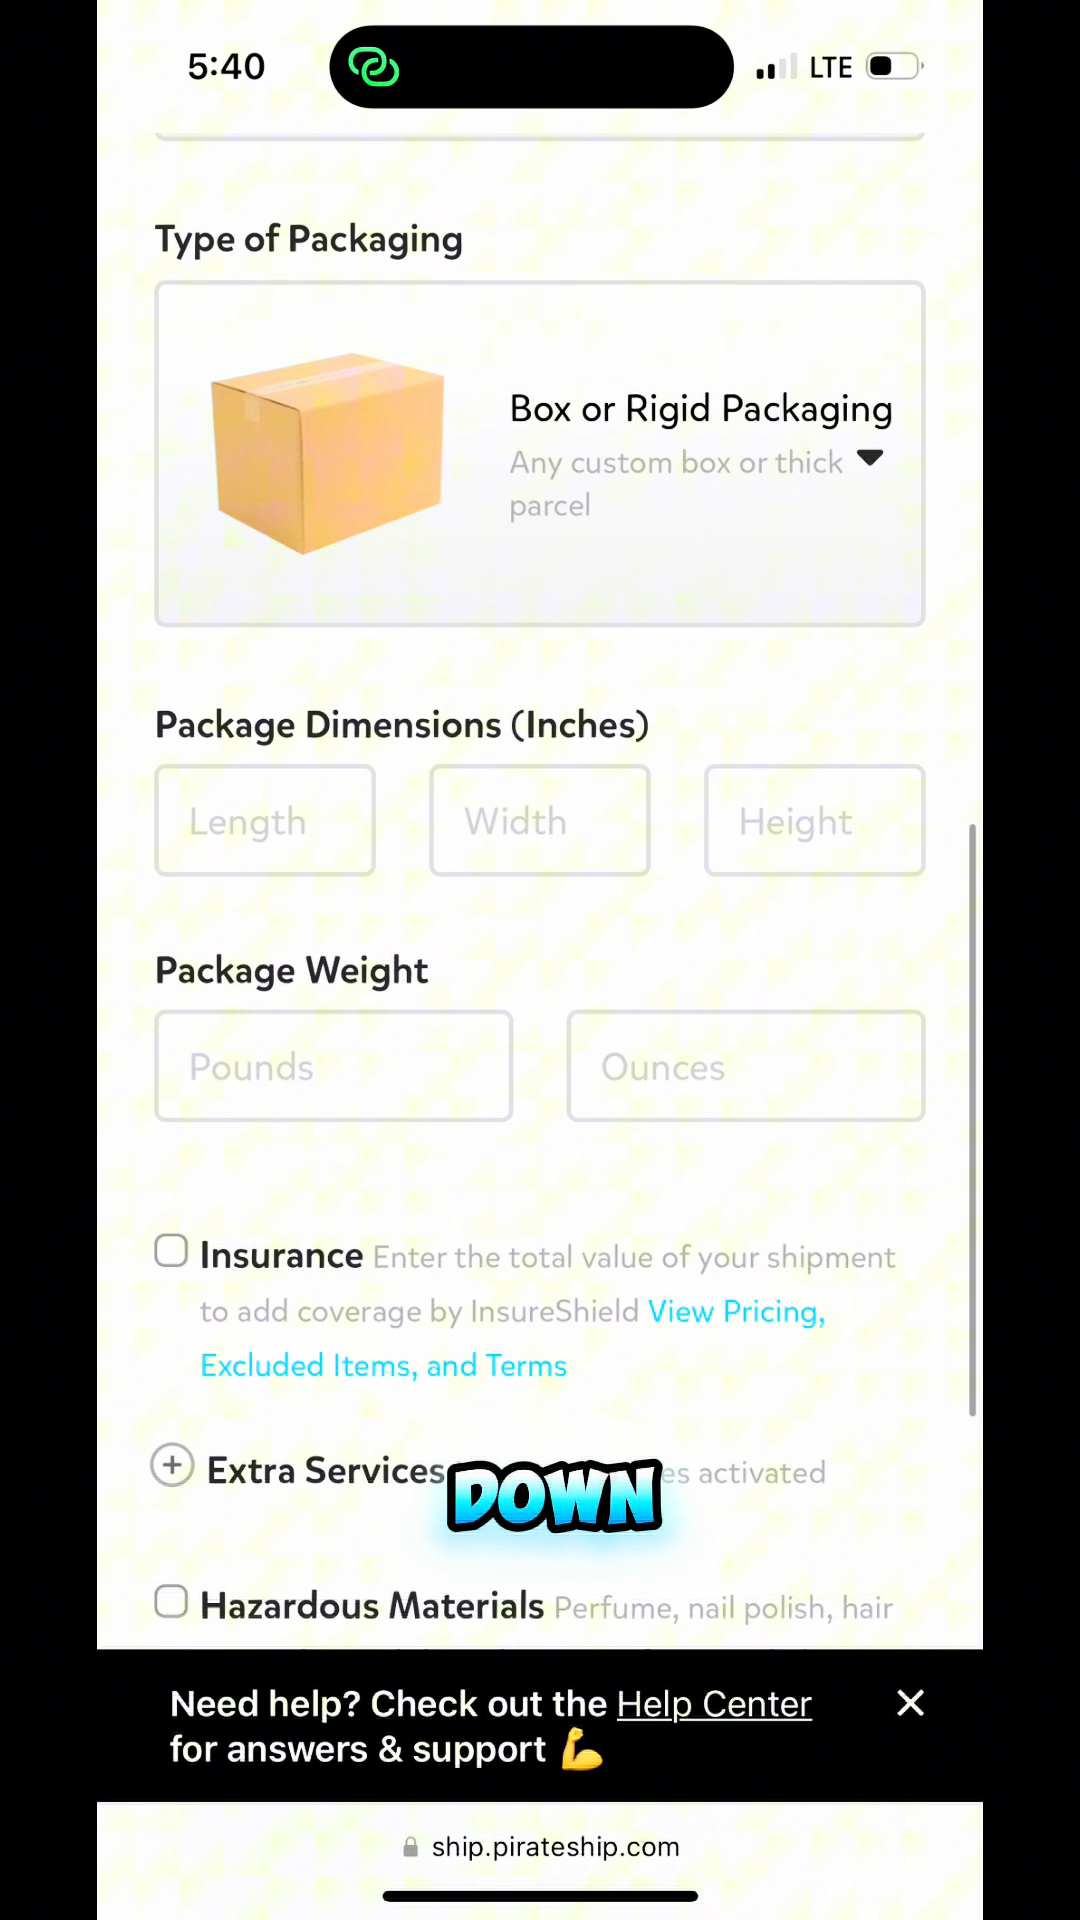 5:40
LTE
Type of Packaging
Box or Rigid Packaging
Any custom box or thick
parcel
Package Dimensions (Inches)
Length
Width
Height
Package Weight
Pounds
Ounces
Insurance Enter the total value of your shipment
to add coverage by InsureShield View Pricing,
Excluded Items, and Terms
Extra Services
activated
DOWN
Hazardous Materials Perfume, nail polish, hair
Need help? Check out the Help Center
for answers & support 💪
ship.pirateship.com